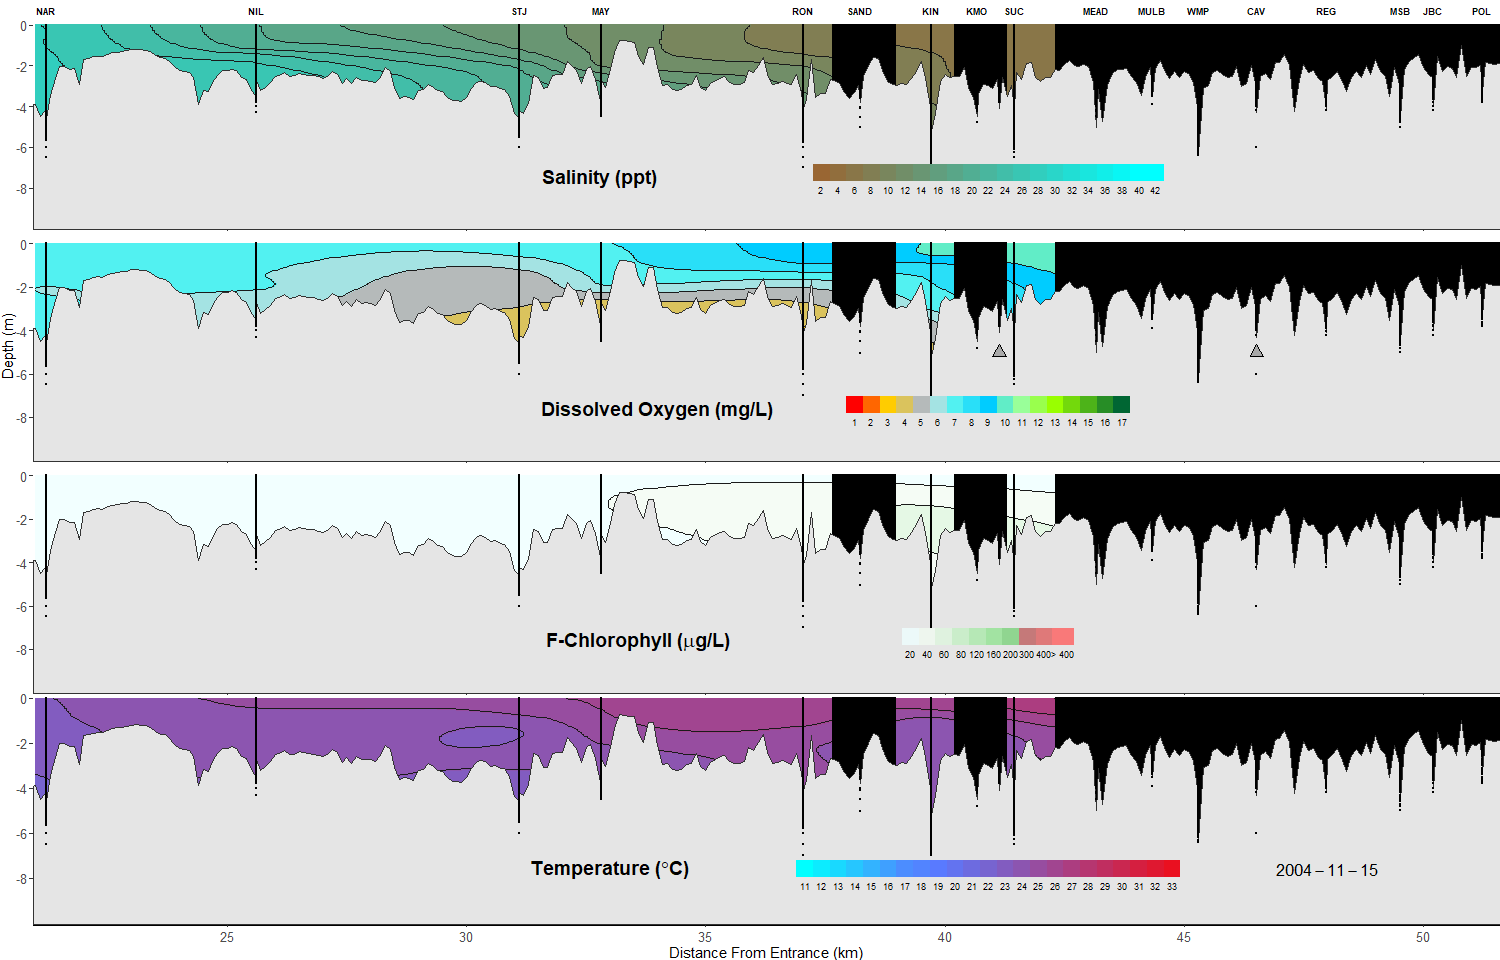 NAR NIL STJ MAY RON SAND KIN KMO SUC MEAD MULB WMP CAV REG MSB JBC POL
0
-2
-4
-6
-8
Salinity (ppt)
2 4 6 8 10 12 14 16 18 20 22 24 26 28 30 32 34 36 38 40 42
0
-2
-4
-6
-8
Depth (m)
Dissolved Oxygen (mg/L)
1 2 3 4 5 6 7 8 9 10 11 12 13 14 15 16 17
0
-2
-4
-6
-8
F-Chlorophyll (μg/L)
20 40 60 80 120 160 200 300 400> 400
0
-2
-4
-6
-8
Temperature (°C)
11 12 13 14 15 16 17 18 19 20 21 22 23 24 25 26 27 28 29 30 31 32 33
2004 – 11 – 15
25 30 35 40 45 50
Distance From Entrance (km)